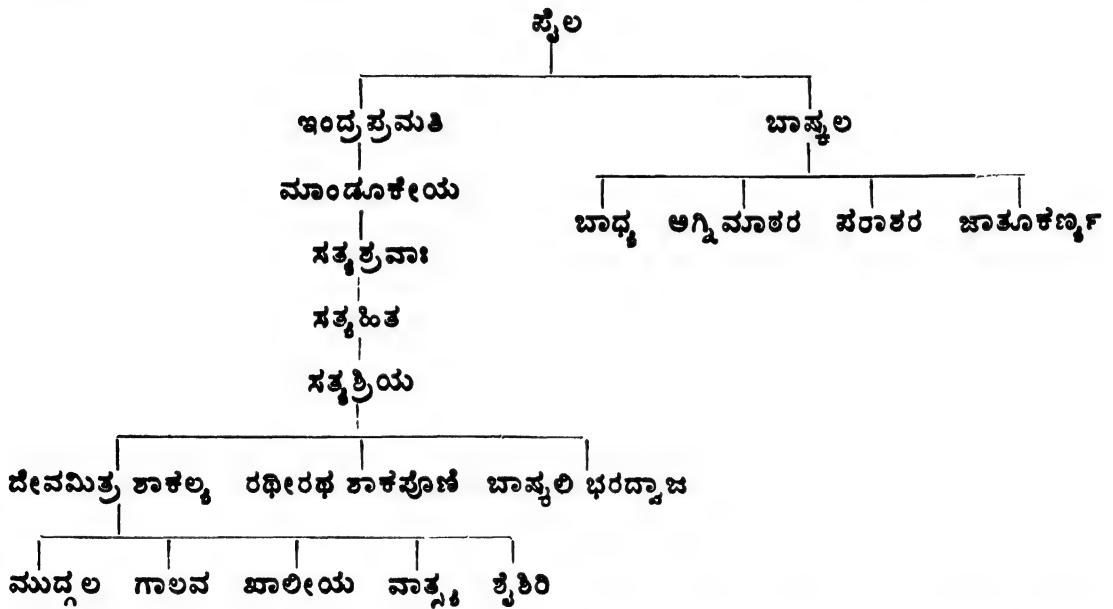 ಪೈಲ
ಇಂದ್ರಪ್ರಮತಿ ಬಾಷ್ಕಲ
ಮಾಂಡೂಕೇಯ
ಬಾಧ್ಯ ಅಗ್ನಿಮಾಠರ ಪರಾಶರ ಜಾತೂಕರ್ಣ್ಯ
ಸತ್ಯಶ್ರವಾಃ
ಸತ್ಯಹಿತ
ಸತ್ಯಶ್ರಿಯ
ದೇವಮಿತ್ರ ಶಾಕಲ್ಯ ರಥೀರಥ ಶಾಕಪೂಣಿ ಬಾಷ್ಕಲಿ ಭರದ್ವಾಜ
ಮುದ್ಗಲ ಗಾಲವ ಖಾಲೀಯ ವಾತ್ಸ್ಯ ಶೈಶಿರಿ